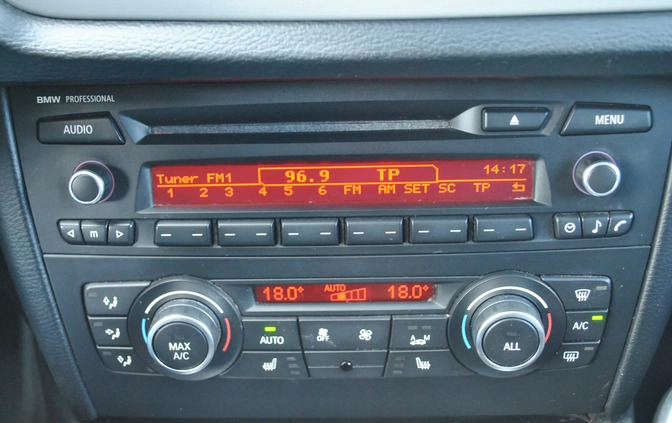 BMW PROFESSIONAL
AUDIO
MENU
Tuner FM1 96.9 TP 14:17
1 2 3 4 5 6 FM AM SET SC TP
m
18.0° AUTO 18.0°
MAX A/C
AUTO
OFF
A M
ALL
A/C